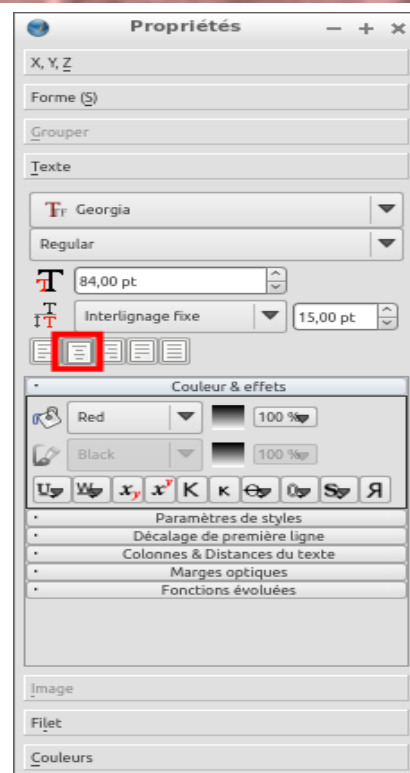 Propriétés
X, Y, Z
Forme (S)
Grouper
Texte
Georgia
Regular
84,00 pt
Interlignage fixe 15,00 pt
Couleur & effets
Red 100 %
Black 100 %
Paramètres de styles
Décalage de première ligne
Colonnes & Distances du texte
Marges optiques
Fonctions évoluées
Image
Filet
Couleurs